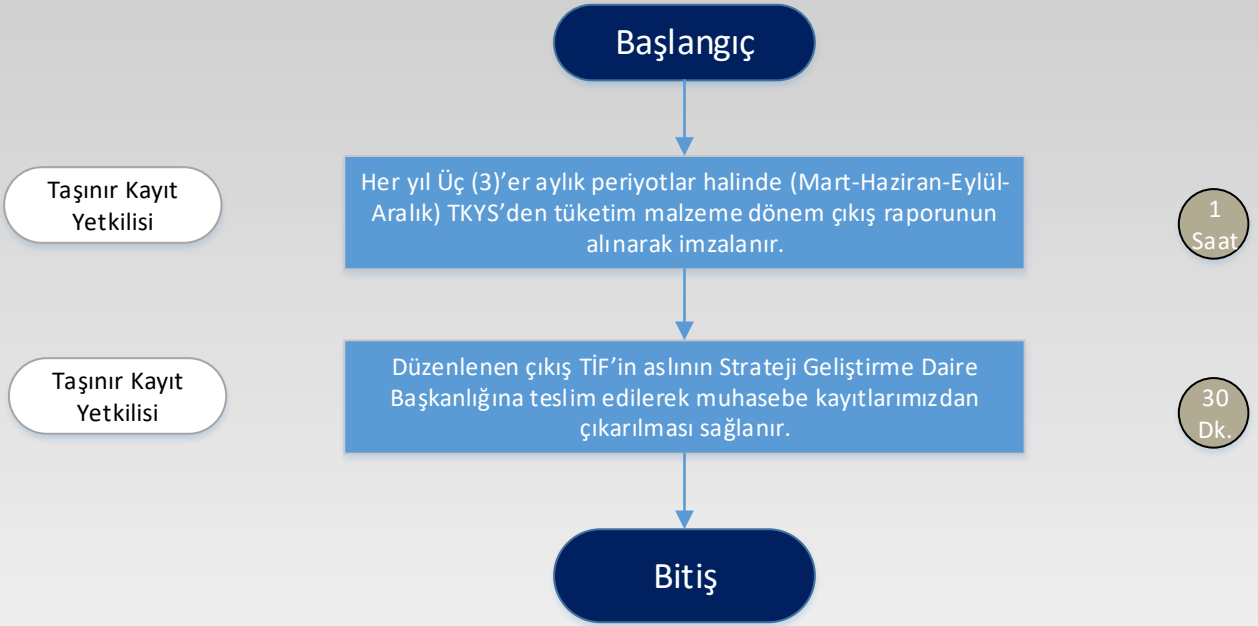 Başlangıç
Taşınır Kayıt
Yetkilisi
Her yıl Üç (3)’er aylık periyotlar halinde (Mart-Haziran-Eylül-
Aralık) TKYS’den tüketim malzeme dönem çıkış raporunun
alınarak imzalanır.
1
Saat
Taşınır Kayıt
Yetkilisi
Düzenlenen çıkış TİF’in aslının Strateji Geliştirme Daire
Başkanlığına teslim edilerek muhasebe kayıtlarımızdan
çıkarılması sağlanır.
30
Dk.
Bitiş